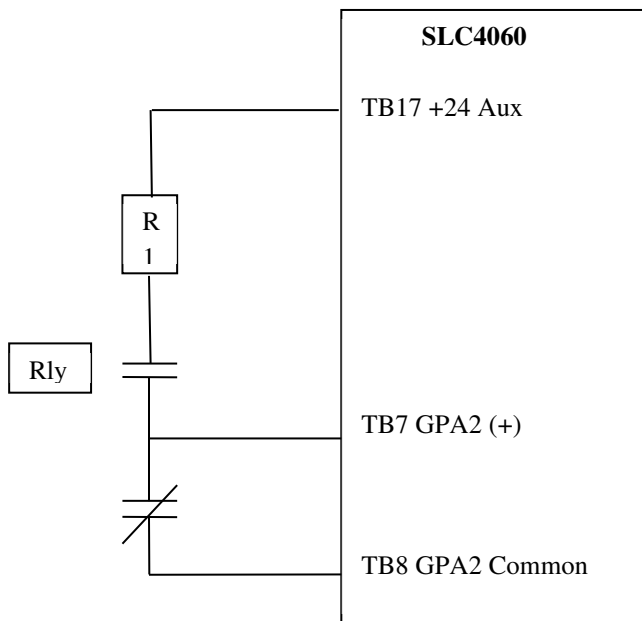 SLC4060
TB17 +24 Aux
R
1
Rly
TB7 GPA2 (+)
TB8 GPA2 Common